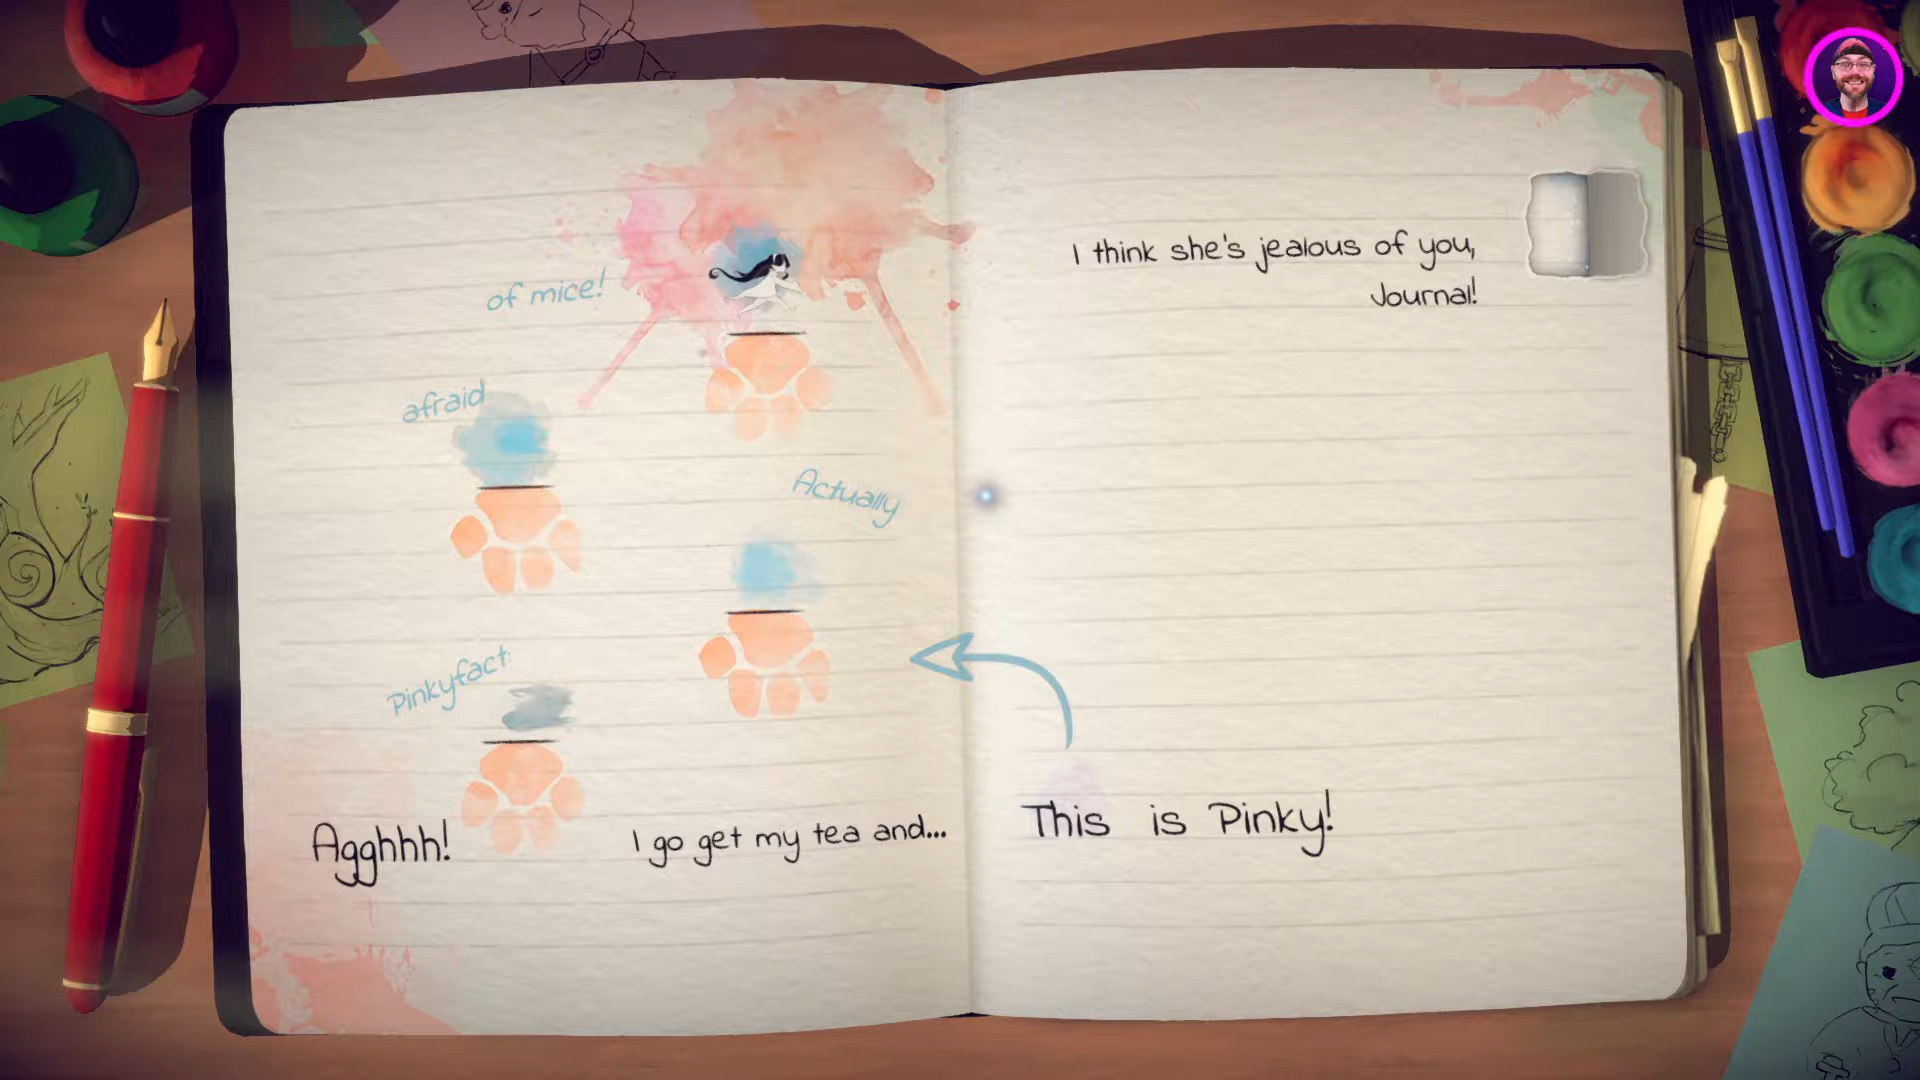 of mice!
afraid
Actually
Pinkyfact:
Agghhh!
I go get my tea and...
I think she's jealous of you,
Journal!
This is Pinky!